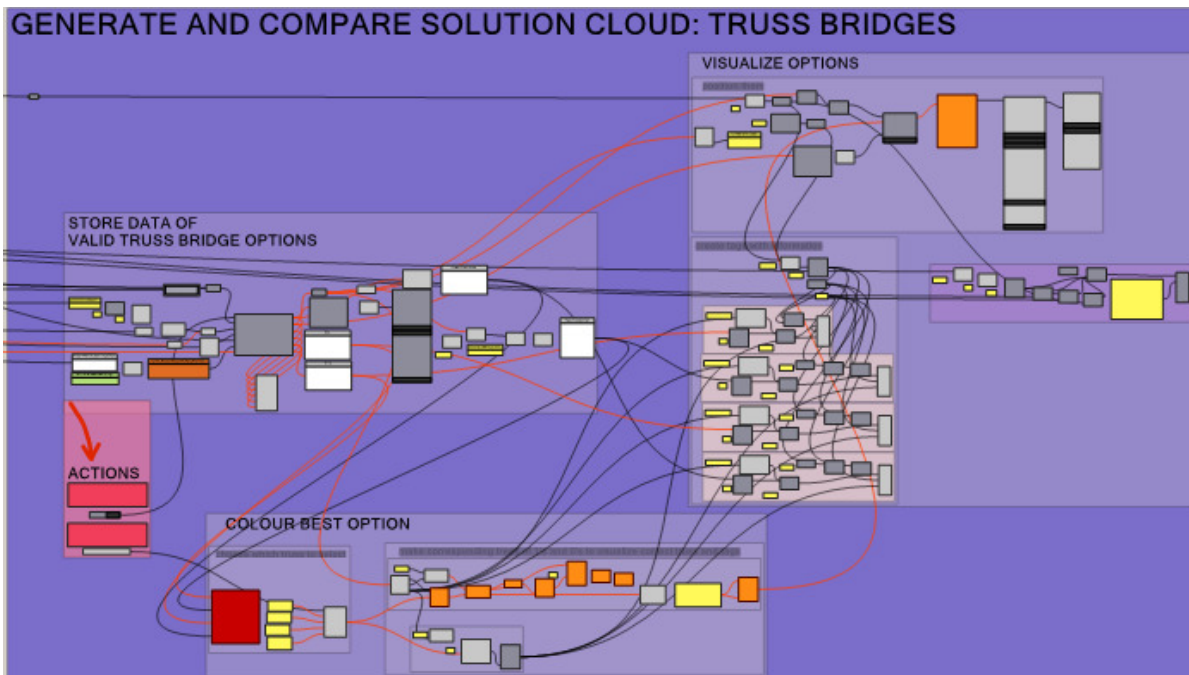 GENERATE AND COMPARE SOLUTION CLOUD: TRUSS BRIDGES
VISUALIZE OPTIONS
STORE DATA OF
VALID TRUSS BRIDGE OPTIONS
ACTIONS
COLOUR BEST OPTION